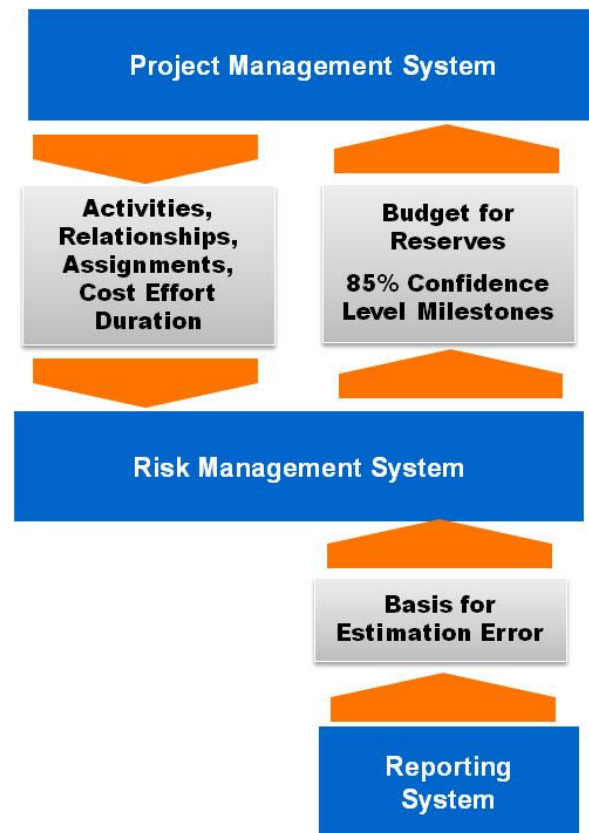 Project Management System
Activities,
Relationships,
Assignments,
Cost Effort
Duration
Budget for
Reserves
85% Confidence
Level Milestones
Risk Management System
Basis for
Estimation Error
Reporting
System